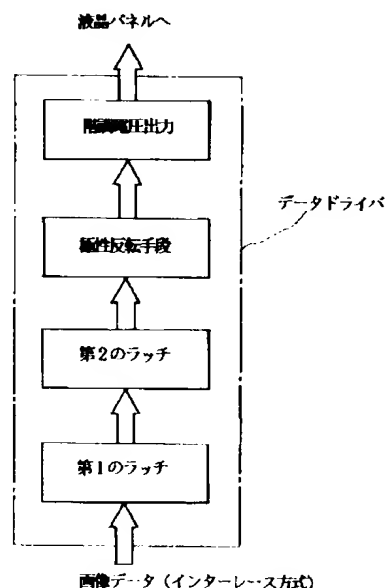 液晶パネルへ
階調電圧出力
データドライバ
極性反転手段
第2のラッチ
第1のラッチ
画像データ（インターレース方式）